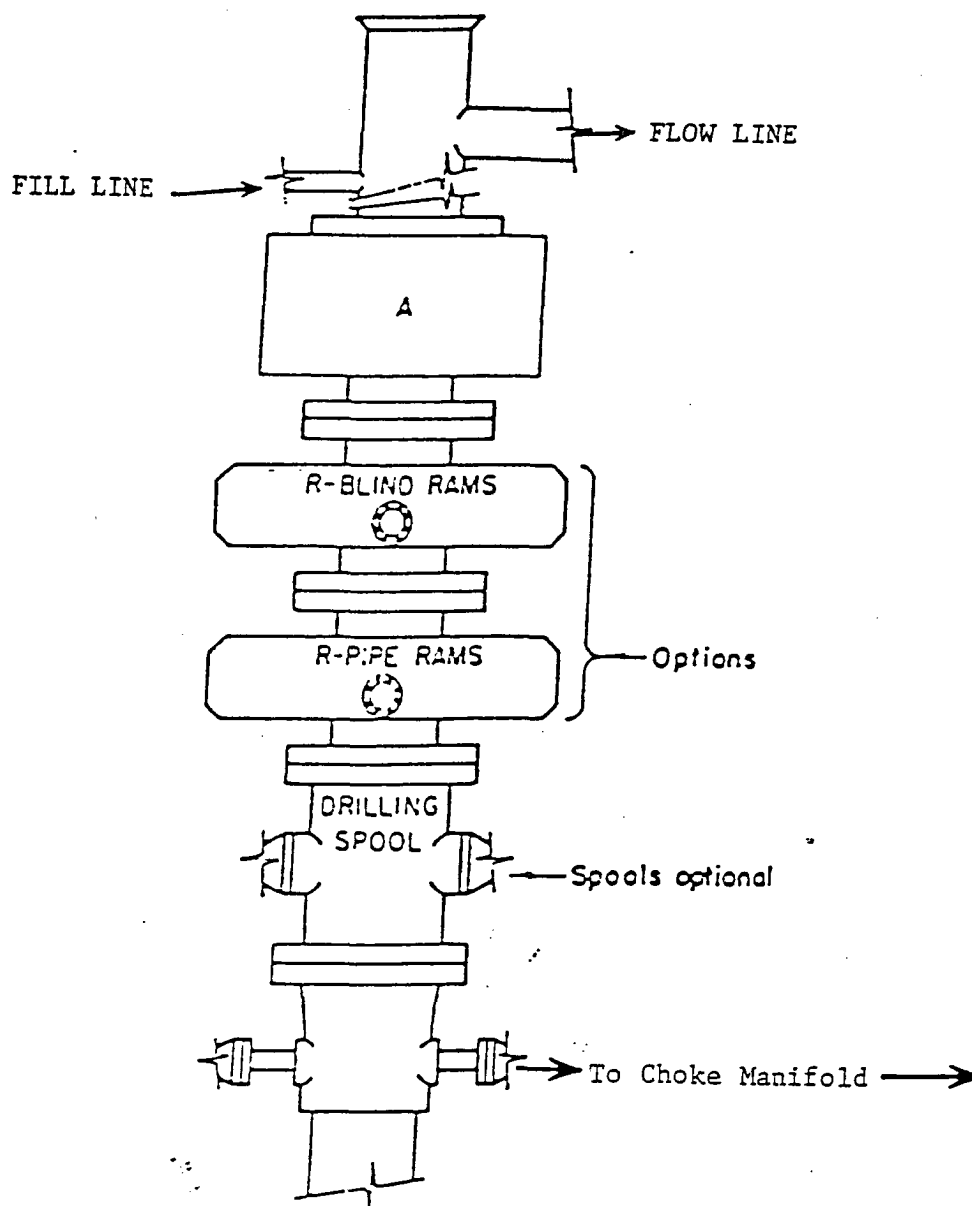 FLOW LINE
FILL LINE
A
R-BLIND RAMS
R-PIPE RAMS
Options
DRILLING
SPOOL
Spools optional
To Choke Manifold